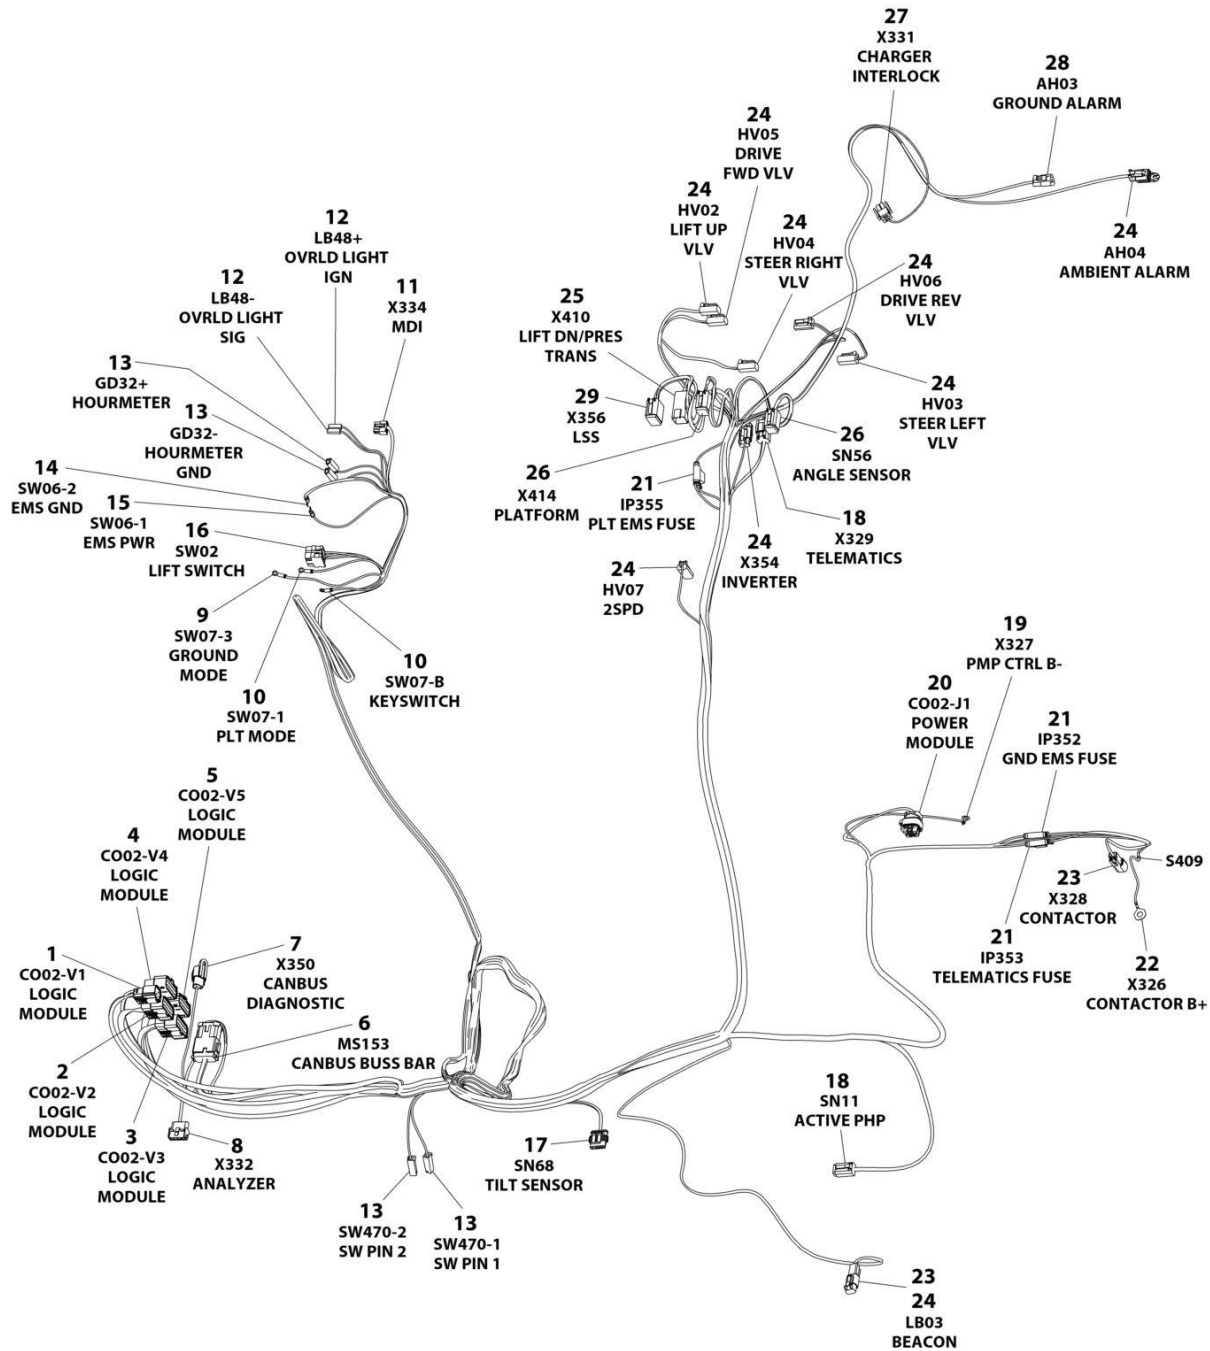 27
X331
CHARGER
INTERLOCK
28
AH03
GROUND ALARM
24
HV05
DRIVE
FWD VLV
24
HV02
LIFT UP
VLV
24
HV04
STEER RIGHT
VLV
24
AH04
AMBIENT ALARM
12
LB48+
OVRLD LIGHT
IGN
12
LB48-
OVRLD LIGHT
SIG
11
X334
MDI
24
HV06
DRIVE REV
VLV
25
X410
LIFT DN/PRES
TRANS
13
GD32+
HOURMETER
13
GD32-
HOURMETER
GND
29
X356
LSS
24
HV03
STEER LEFT
VLV
14
SW06-2
EMS GND
15
SW06-1
EMS PWR
26
X414
PLATFORM
21
IP355
PLT EMS FUSE
26
SN56
ANGLE SENSOR
16
SW02
LIFT SWITCH
18
X329
TELEMATICS
24
X354
INVERTER
24
HV07
2SPD
9
SW07-3
GROUND
MODE
10
SW07-B
KEYSWITCH
10
SW07-1
PLT MODE
19
X327
PMP CTRL B-
20
CO02-J1
POWER
MODULE
21
IP352
GND EMS FUSE
5
CO02-V5
LOGIC
MODULE
4
CO02-V4
LOGIC
MODULE
S409
23
X328
CONTACTOR
21
IP353
TELEMATICS FUSE
22
X326
CONTACTOR B+
1
CO02-V1
LOGIC
MODULE
7
X350
CANBUS
DIAGNOSTIC
6
MS153
CANBUS BUSS BAR
2
CO02-V2
LOGIC
MODULE
3
CO02-V3
LOGIC
MODULE
8
X332
ANALYZER
17
SN68
TILT SENSOR
18
SN11
ACTIVE PHP
13
SW470-2
SW PIN 2
13
SW470-1
SW PIN 1
23
24
LB03
BEACON